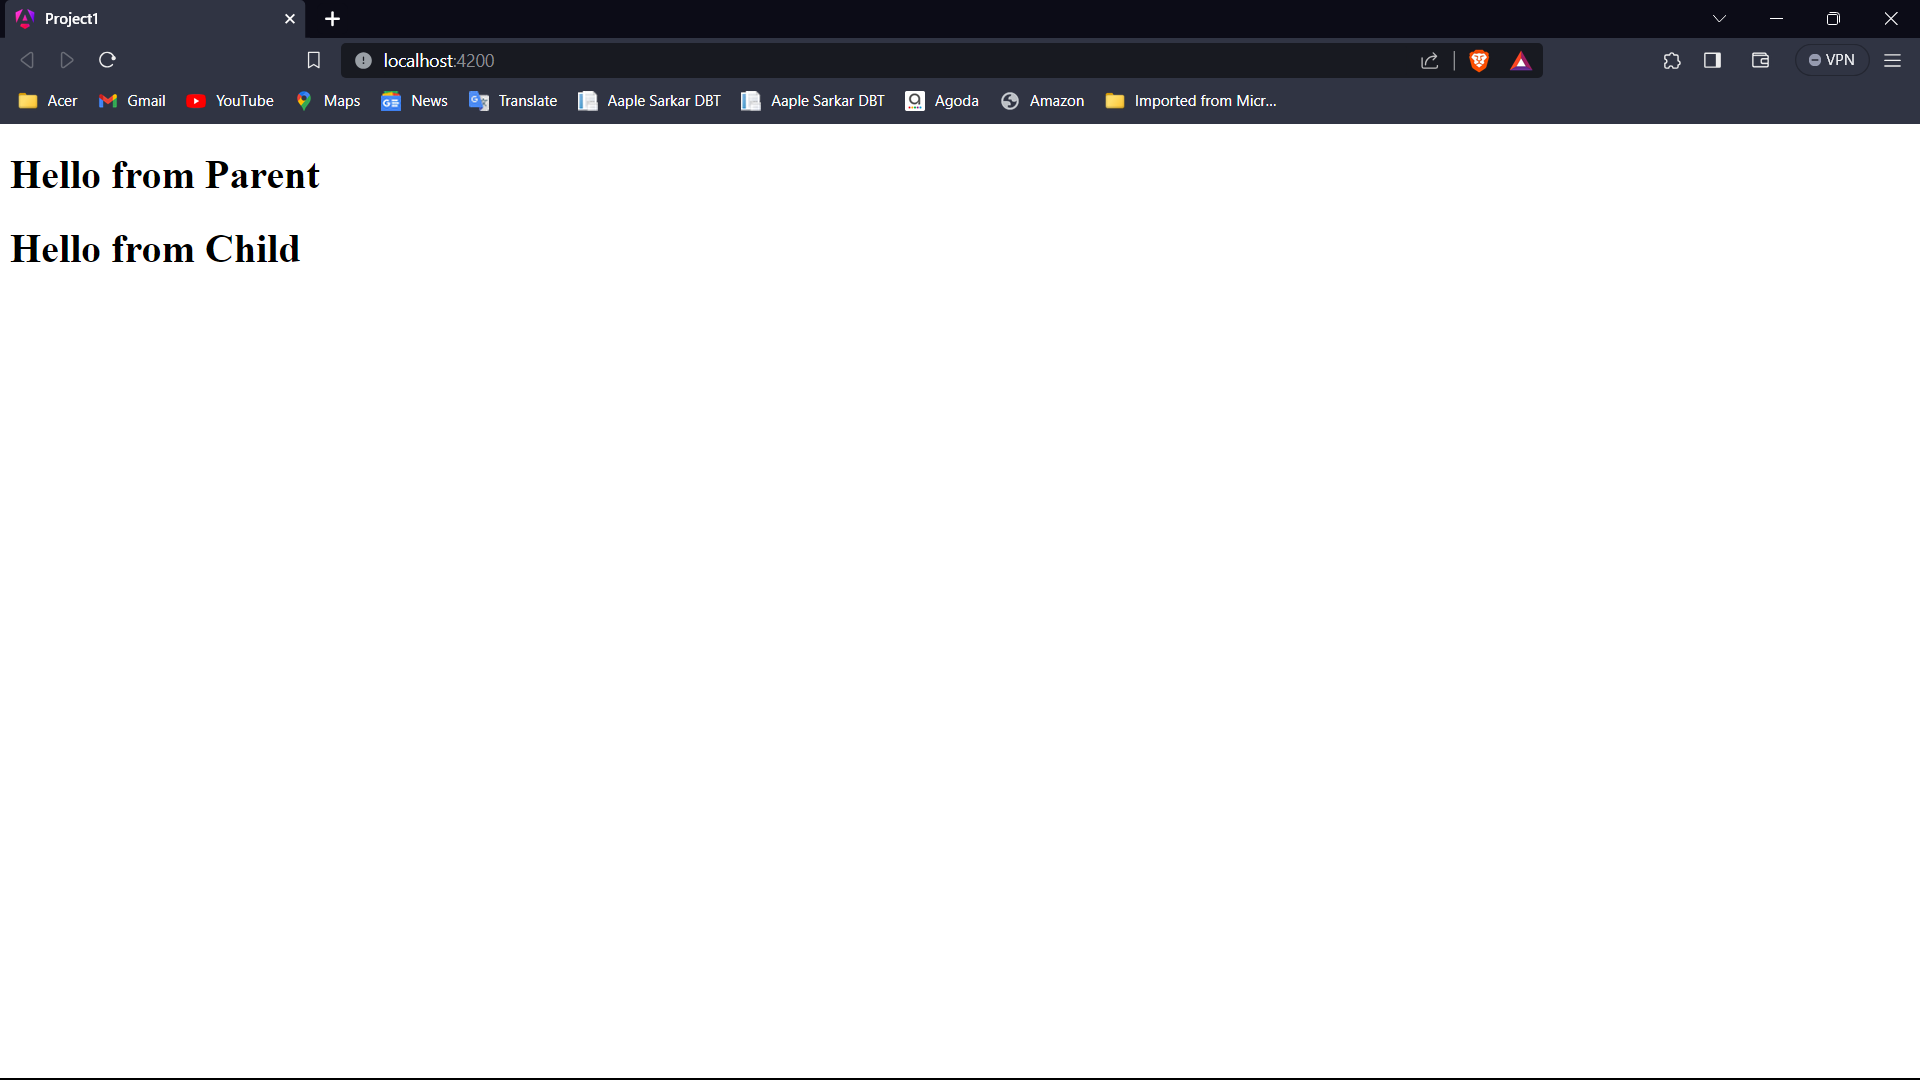 Project1
localhost:4200
VPN
Acer Gmail YouTube Maps News Translate Aaple Sarkar DBT Aaple Sarkar DBT Agoda Amazon Imported from Micr...
Hello from Parent
Hello from Child